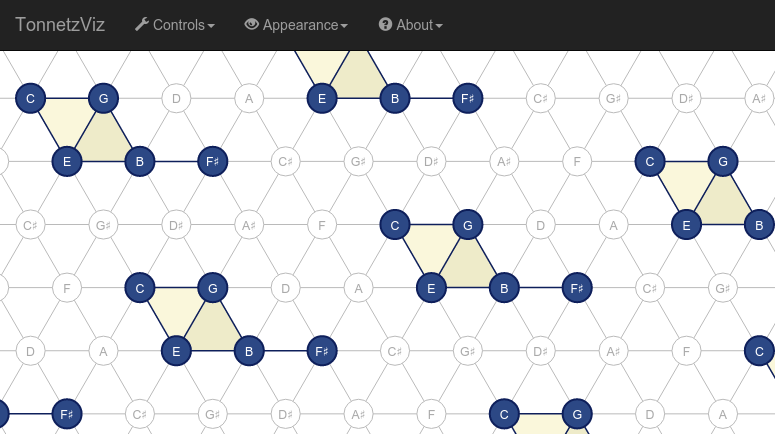 TonnetzViz Controls Appearance About
C G D A E B F♯ C♯ G♯ D♯ A♯
E B F♯ C♯ G♯ D♯ A♯ F C G
C♯ G♯ D♯ A♯ F C G D A E B
F C G D A E B F♯ C♯ G♯
D A E B F♯ C♯ G♯ D♯ A♯ F C
F♯ C♯ G♯ D♯ A♯ F C G D A